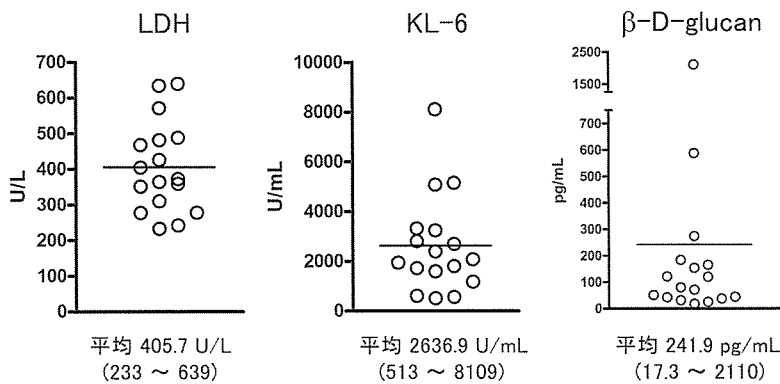 LDH
700
600
500
400
300
200
100
0
U/L
平均 405.7 U/L
(233 ～ 639)
KL-6
10000
8000
6000
4000
2000
0
U/mL
平均 2636.9 U/mL
(513 ～ 8109)
β-D-glucan
2500
1500
700
600
500
400
300
200
100
0
pg/mL
平均 241.9 pg/mL
(17.3 ～ 2110)